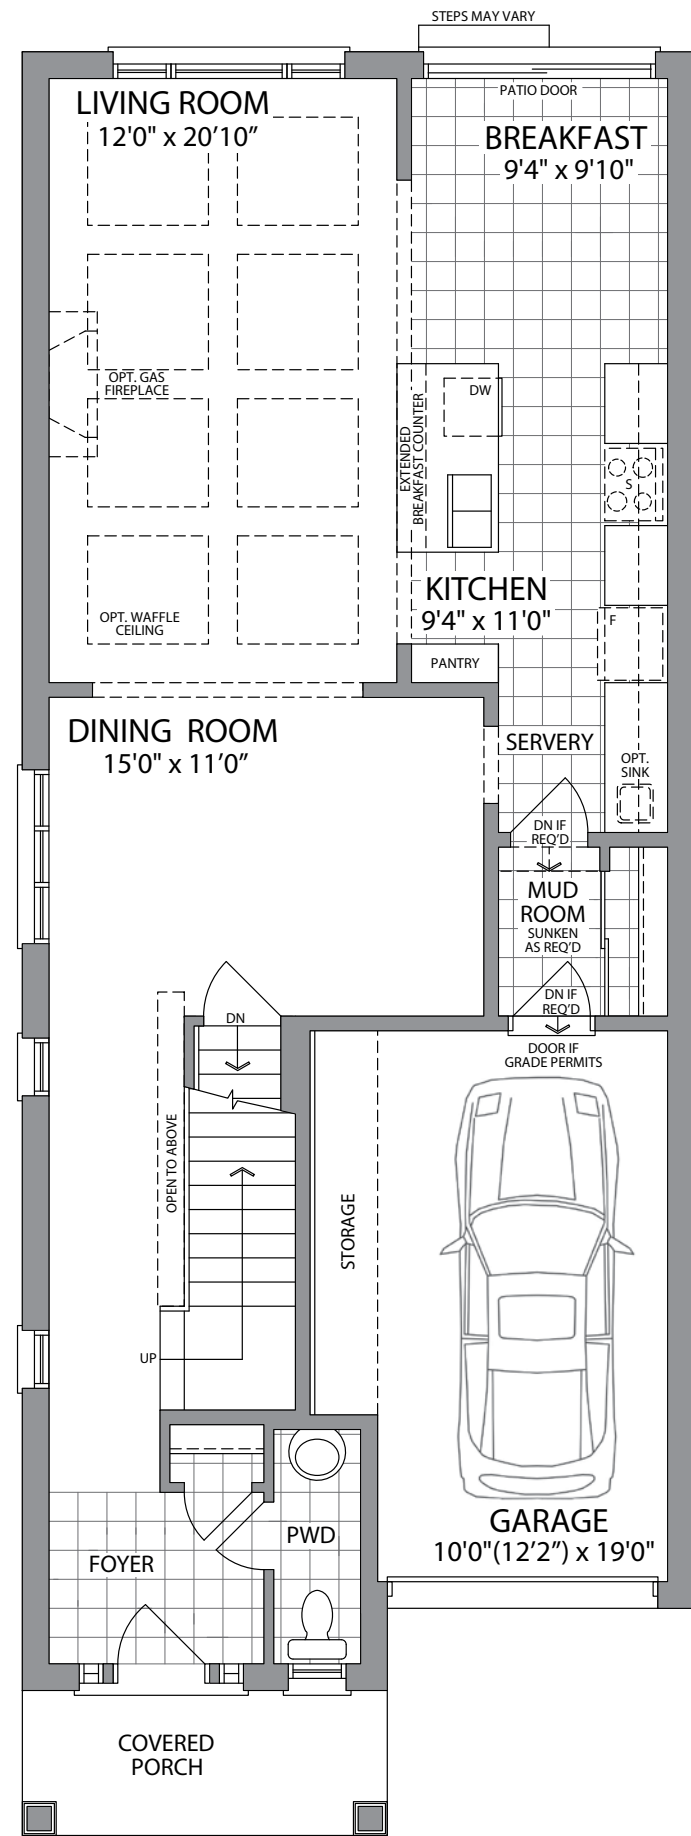 STEPS MAY VARY
PATIO DOOR
LIVING ROOM
12'0" x 20'10”
BREAKFAST
9'4" x 9'10"
OPT. GAS
FIREPLACE
DW
EXTENDED
BREAKFAST COUNTER
S
KITCHEN
9'4" x 11'0"
OPT. WAFFLE
CEILING
F
PANTRY
DINING ROOM
15'0" x 11’0”
SERVERY
OPT.
SINK
DN IF
REQ'D
MUD
ROOM
SUNKEN
AS REQ'D
DN IF
REQ'D
DN
DOOR IF
GRADE PERMITS
OPEN TO ABOVE
STORAGE
UP
GARAGE
10'0"(12’2”) x 19'0"
PWD
FOYER
COVERED
PORCH